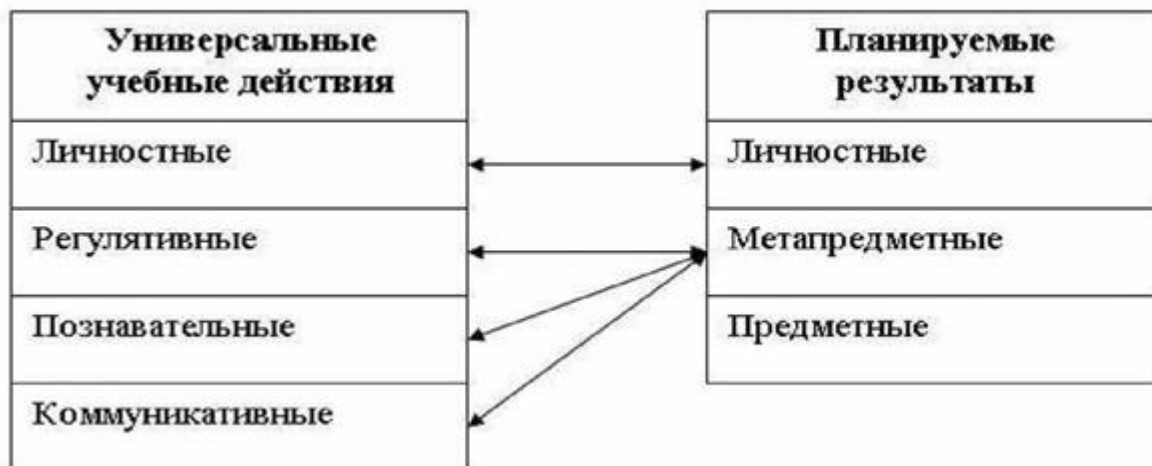 Универсальные
учебные действия
Личностные
Регулятивные
Познавательные
Коммуникативные
Планируемые
результаты
Личностные
Метапредметные
Предметные